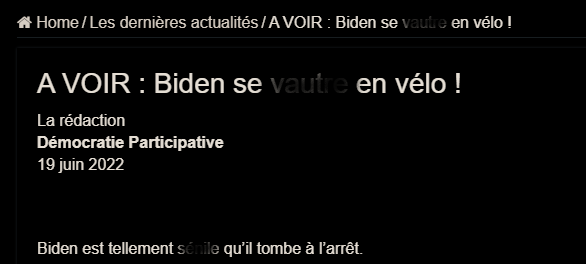 Home / Les dernières actualités / A VOIR : Biden se vautre en vélo !
A VOIR : Biden se vautre en vélo !
La rédaction
Démocratie Participative
19 juin 2022
Biden est tellement sénile qu’il tombe à l’arrêt.